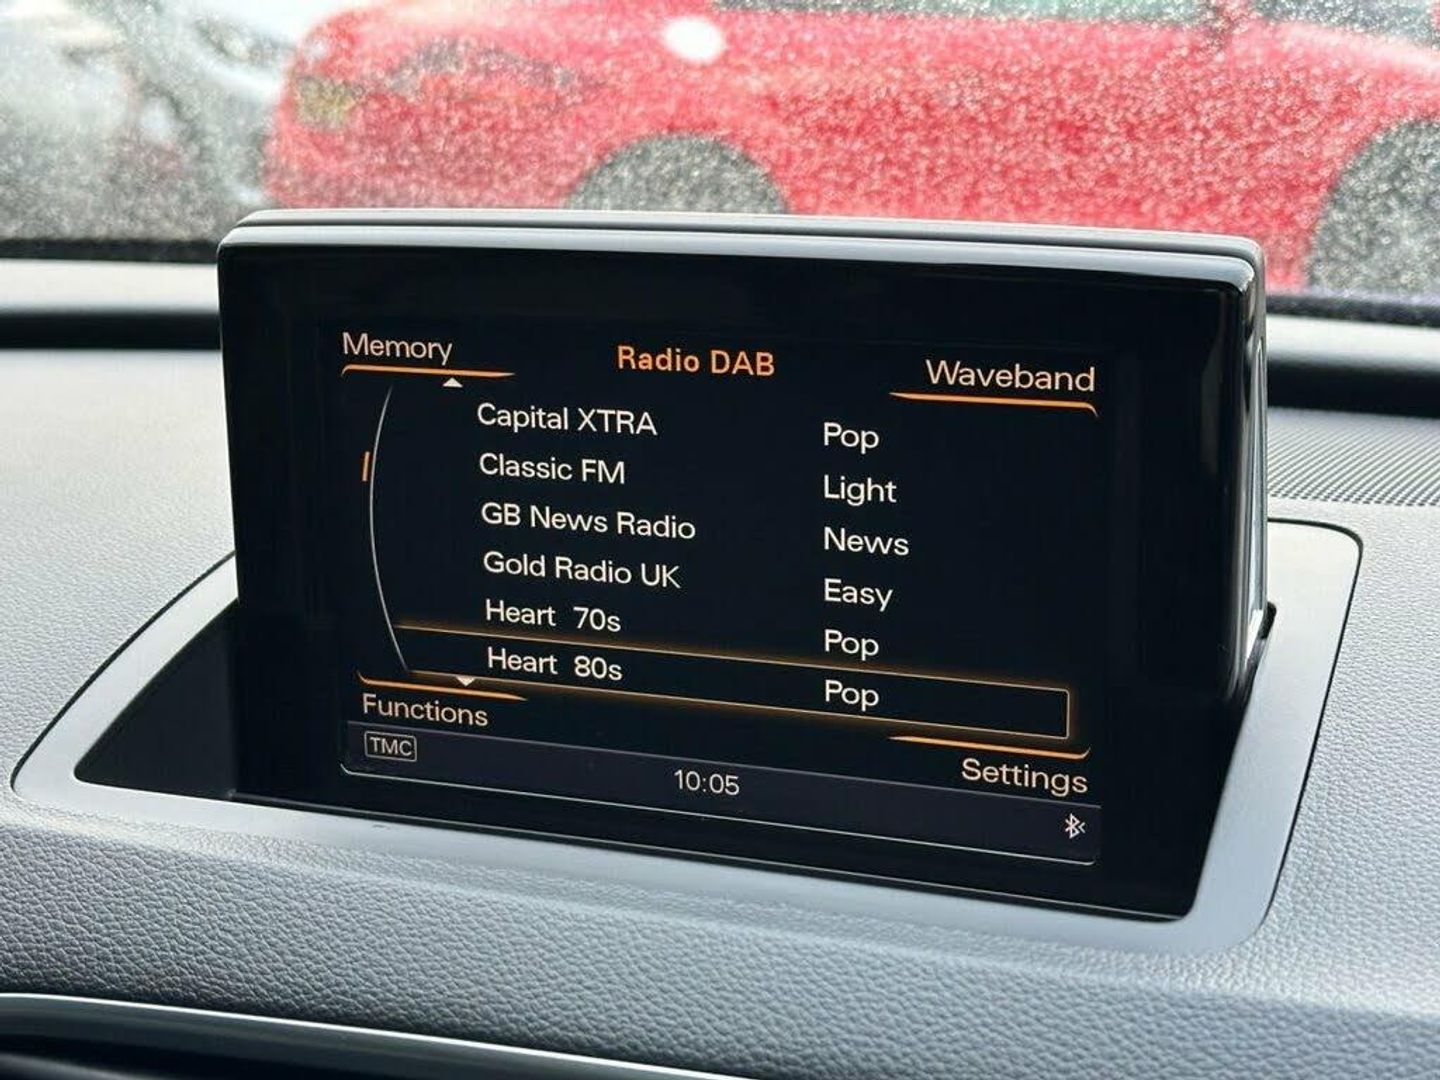 Memory Radio DAB Waveband
Capital XTRA Pop
Classic FM Light
GB News Radio News
Gold Radio UK Easy
Heart 70s Pop
Heart 80s Pop
Functions Settings
TMC 10:05